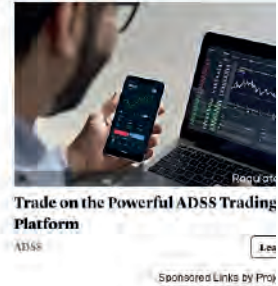 Regulate
Trade on the Powerful ADSS Trading
Platform
ADSS
Lea
Sponsored Links by Proj